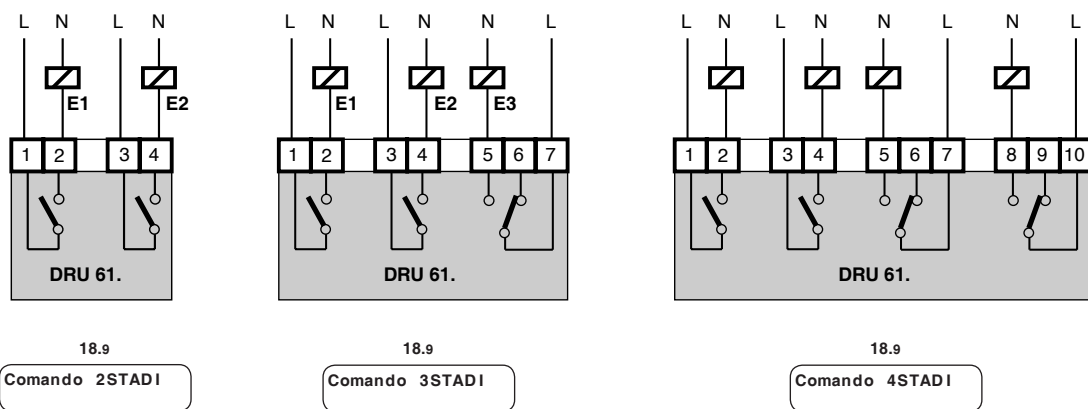 L N L N L N L N N L L N L N N L N L
E1 E2 E1 E2 E3
1 2 3 4 1 2 3 4 5 6 7 1 2 3 4 5 6 7 8 9 10
DRU 61. DRU 61. DRU 61.
18.9 18.9 18.9
Comando 2STADI Comando 3STADI Comando 4STADI